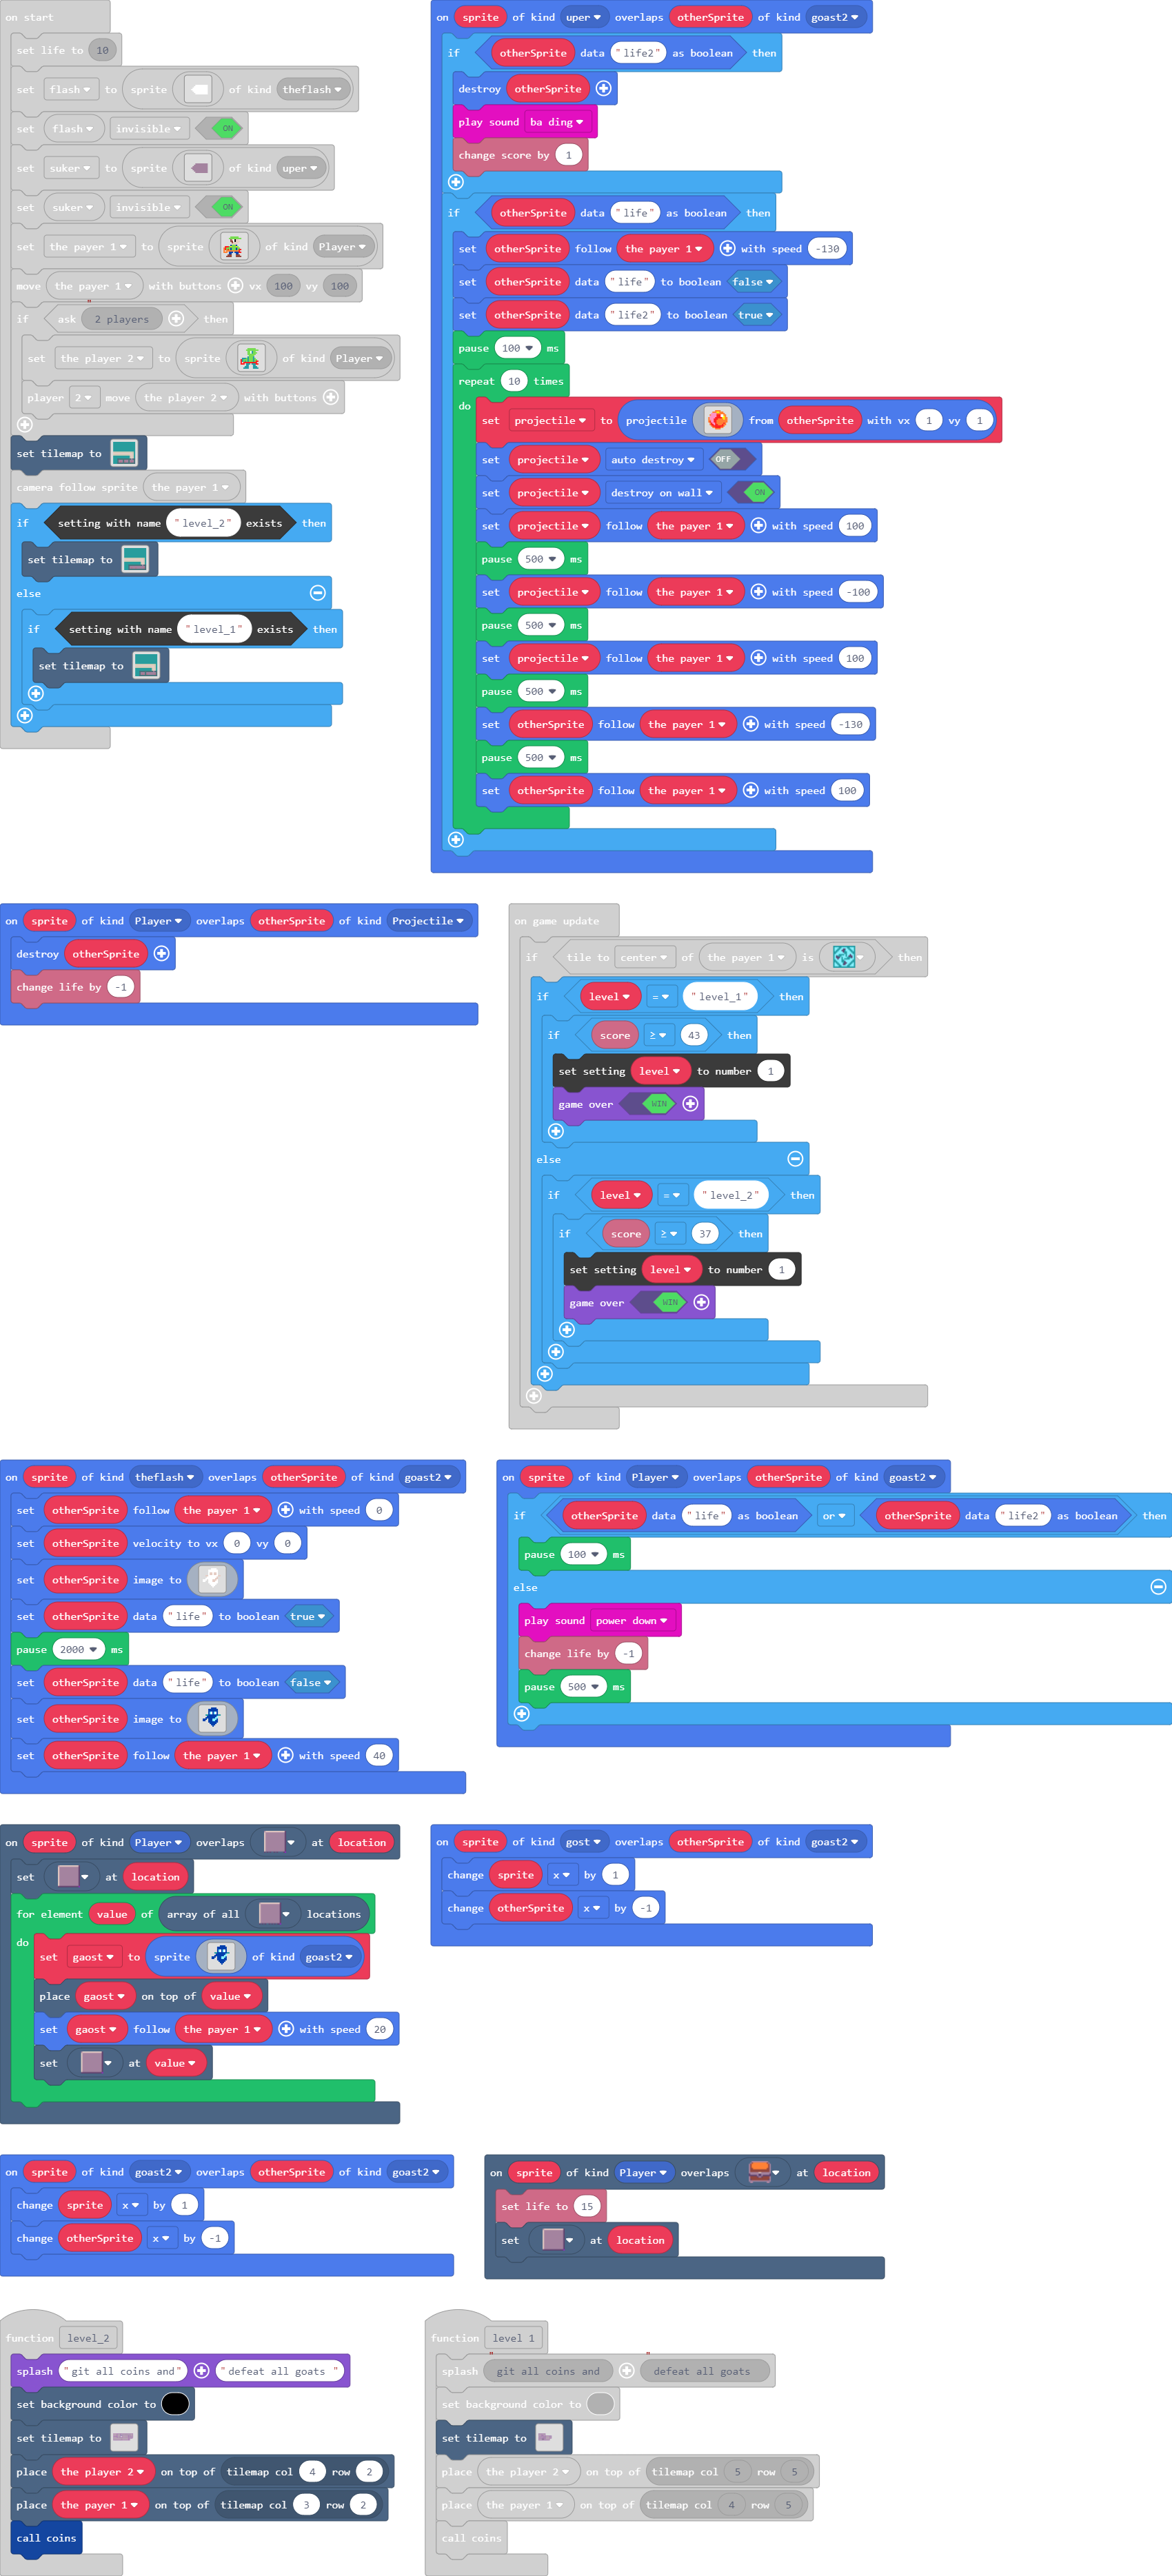 on start
set life to 10
set flash to sprite of kind theflash
set flash invisible ON
set suker to sprite of kind uper
set suker invisible ON
set the payer 1 to sprite of kind Player
move the payer 1 with buttons vx 100 vy 100
if ask "2 players" then
set the player 2 to sprite of kind Player
player 2 move the player 2 with buttons
set tilemap to
camera follow sprite the payer 1
if setting with name "level_2" exists then
set tilemap to
else
if setting with name "level_1" exists then
set tilemap to
on sprite of kind uper overlaps otherSprite of kind goast2
if otherSprite data "life2" as boolean then
destroy otherSprite
play sound ba ding
change score by 1
if otherSprite data "life" as boolean then
set otherSprite follow the payer 1 with speed -130
set otherSprite data "life" to boolean false
set otherSprite data "life2" to boolean true
pause 100 ms
repeat 10 times
do
set projectile to projectile from otherSprite with vx 1 vy 1
set projectile auto destroy OFF
set projectile destroy on wall ON
set projectile follow the payer 1 with speed 100
pause 500 ms
set projectile follow the payer 1 with speed -100
pause 500 ms
set projectile follow the payer 1 with speed 100
pause 500 ms
set otherSprite follow the payer 1 with speed -130
pause 500 ms
set otherSprite follow the payer 1 with speed 100
on sprite of kind Player overlaps otherSprite of kind Projectile
destroy otherSprite
change life by -1
on game update
if tile to center of the payer 1 is then
if level = "level_1" then
if score ≥ 43 then
set setting level to number 1
game over WIN
else
if level = "level_2" then
if score ≥ 37 then
set setting level to number 1
game over WIN
on sprite of kind theflash overlaps otherSprite of kind goast2
set otherSprite follow the payer 1 with speed 0
set otherSprite velocity to vx 0 vy 0
set otherSprite image to
set otherSprite data "life" to boolean true
pause 2000 ms
set otherSprite data "life" to boolean false
set otherSprite image to
set otherSprite follow the payer 1 with speed 40
on sprite of kind Player overlaps otherSprite of kind goast2
if otherSprite data "life" as boolean or otherSprite data "life2" as boolean then
pause 100 ms
else
play sound power down
change life by -1
pause 500 ms
on sprite of kind Player overlaps at location
set at location
for element value of array of all locations
do
set gaost to sprite of kind goast2
place gaost on top of value
set gaost follow the payer 1 with speed 20
set at value
on sprite of kind gost overlaps otherSprite of kind goast2
change sprite x by 1
change otherSprite x by -1
on sprite of kind goast2 overlaps otherSprite of kind goast2
change sprite x by 1
change otherSprite x by -1
on sprite of kind Player overlaps at location
set life to 15
set at location
function level_2
splash "git all coins and" "defeat all goats "
set background color to
set tilemap to
place the player 2 on top of tilemap col 4 row 2
place the payer 1 on top of tilemap col 3 row 2
call coins
function level 1
splash "git all coins and "defeat all goats
set background color to
set tilemap to
place the player 2 on top of tilemap col 5 row 5
place the payer 1 on top of tilemap col 4 row 5
call coins